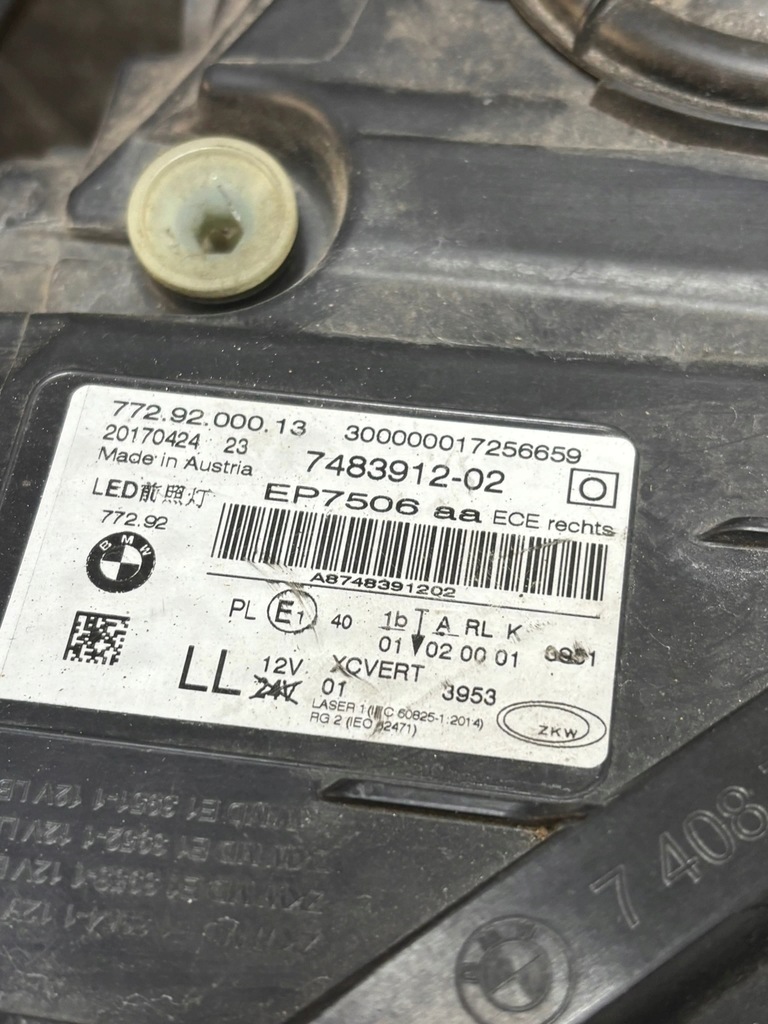 772.92.000.13 300000017256659
20170424 23 7483912-02
Made in Austria
LED前照灯 EP7506 aa ECE rechts
O
772.92
BMW
A8748391202
PL E1 40 1b A RL K
01 02 00 01
LL 12V XCVERT
24V 01 3953
LASER 1 (IEC 60825-1:2014)
RG 2 (IEC 62471)
ZKW
7 408